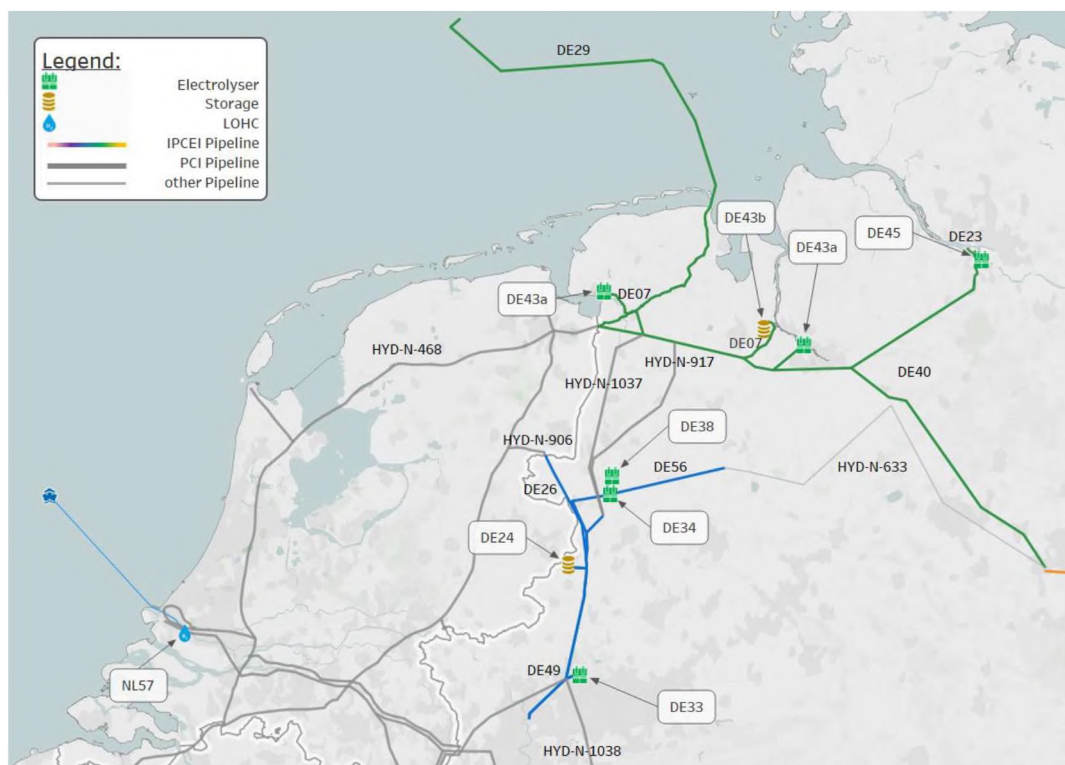 Legend:
Electrolyser
Storage
LOHC
IPCEI Pipeline
PCI Pipeline
other Pipeline
DE29
DE43b
DE43a
DE45
DE23
DE43a
DE07
DE07
HYD-N-468
HYD-N-917
HYD-N-1037
DE40
DE38
HYD-N-906
DE56
HYD-N-633
DE26
DE24
DE34
NL57
DE49
DE33
HYD-N-1038